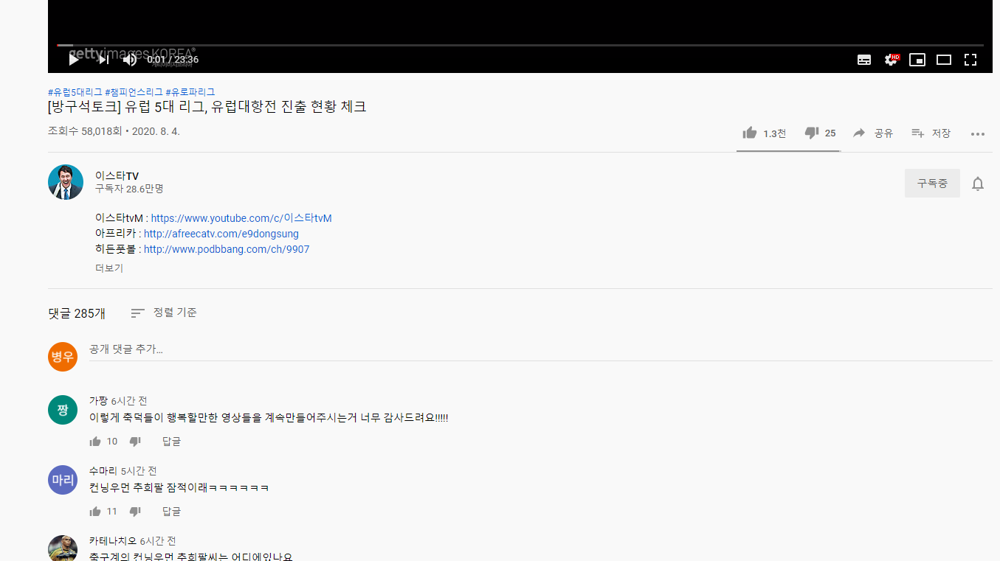 gettyimages KOREA®
게티이미지코리아
0:01 / 23:36
HD
#유럽5대리그 #챔피언스리그 #유로파리그
[방구석토크] 유럽 5대 리그, 유럽대항전 진출 현황 체크
조회수 58,018회 • 2020. 8. 4.
1.3천 25 공유 저장
이스타TV
구독자 28.6만명
구독중
이스타tvM : https://www.youtube.com/c/이스타tvM
아프리카 : http://afreecatv.com/e9dongsung
히든풋볼 : http://www.podbbang.com/ch/9907
더보기
댓글 285개 정렬 기준
병우 공개 댓글 추가...
짱
가짱 6시간 전
이렇게 축덕들이 행복할만한 영상들을 계속만들어주시는거 너무 감사드려요!!!!!
10 답글
마리
수마리 5시간 전
컨닝우먼 추희팔 잠적이래ㅋㅋㅋㅋㅋㅋ
11 답글
카테나치오 6시간 전
축구계의 컨닝우먼 추희팔씨는 어디에있나요